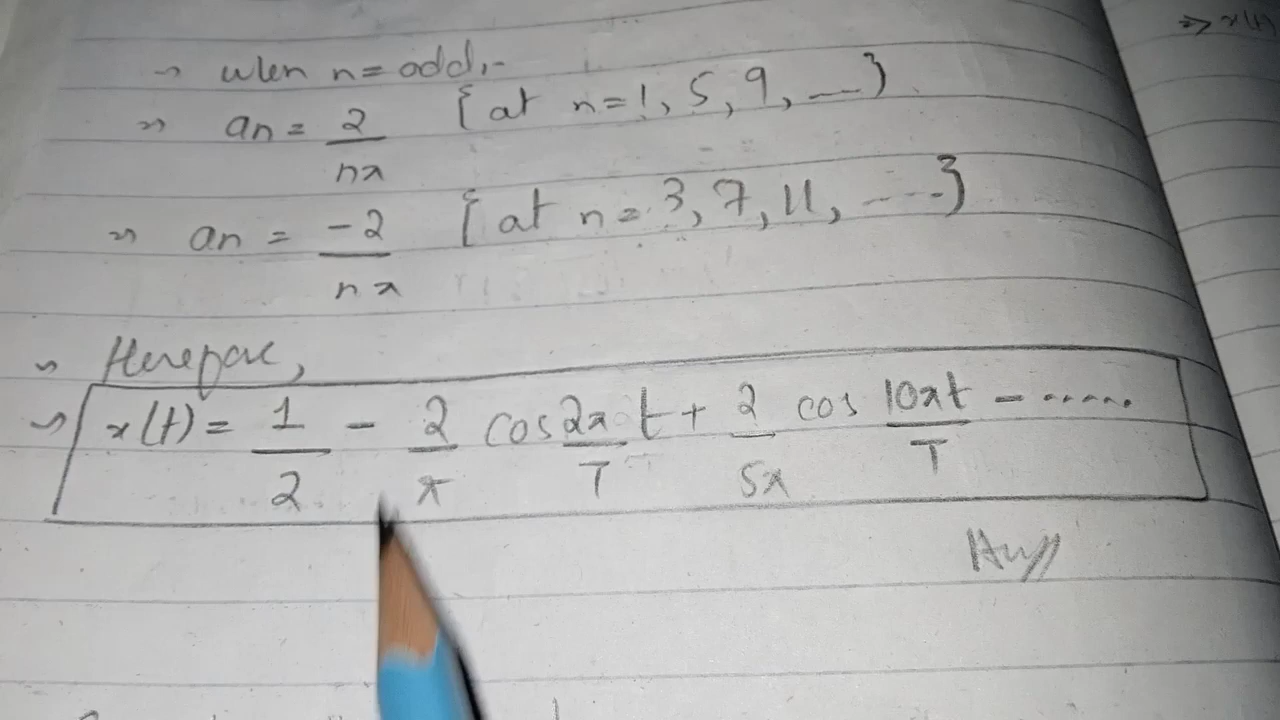 → when n = odd,-
→ an = 2/nπ {at n=1, 5, 9, ---}
→ an = -2/nπ {at n=3, 7, 11, ----}
→ Therefore,
→ x(t) = 1/2 - 2/π cos 2π/T t + 2/5π cos 10πt/T - ......
Ans//
⇒ x(t)